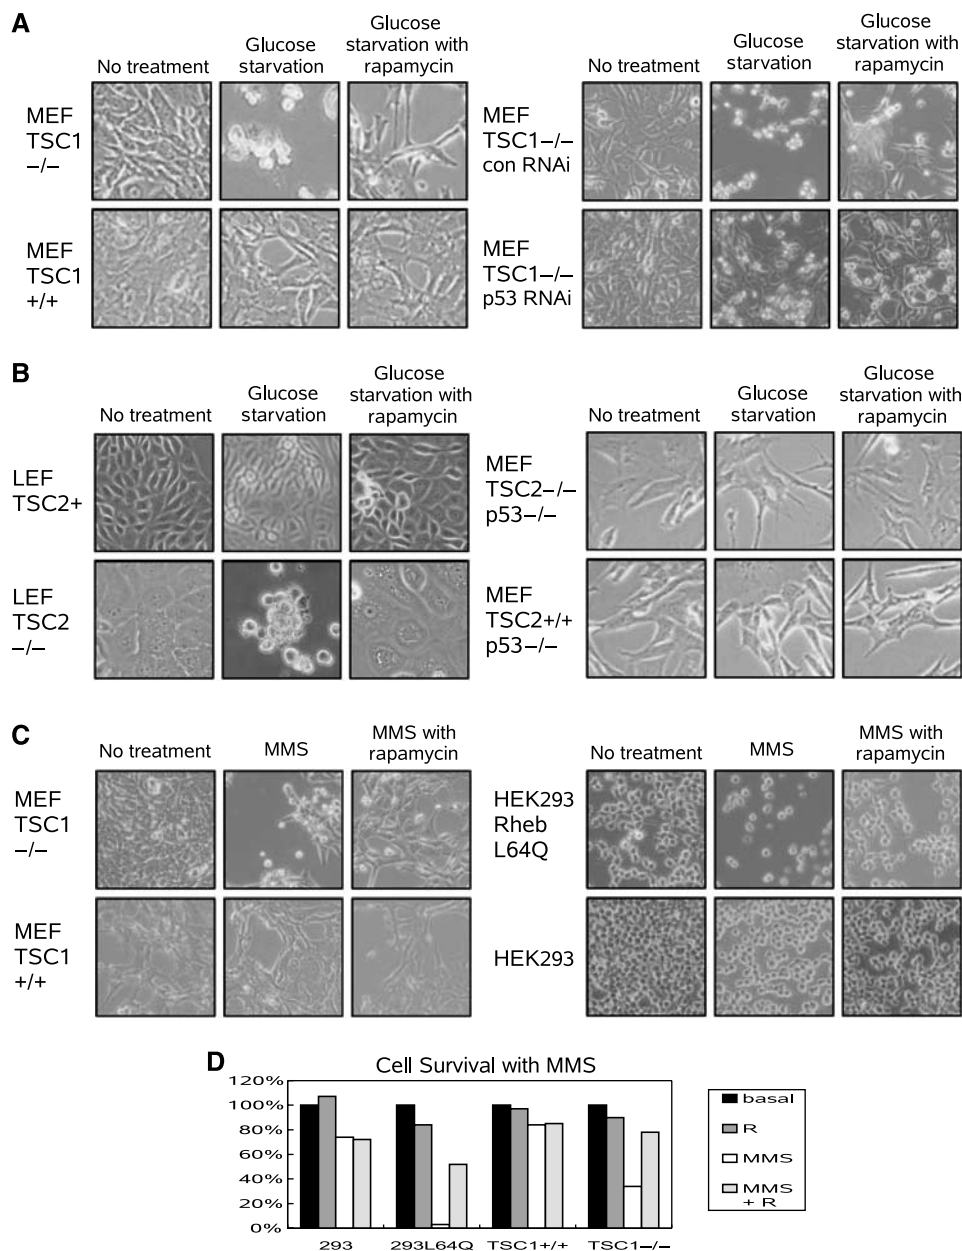 A
No treatment
Glucose
starvation
Glucose
starvation with
rapamycin
MEF
TSC1
−/−
MEF
TSC1
+/+
No treatment
Glucose
starvation
Glucose
starvation with
rapamycin
MEF
TSC1−/−
con RNAi
MEF
TSC1−/−
p53 RNAi
B
No treatment
Glucose
starvation
Glucose
starvation with
rapamycin
LEF
TSC2+
LEF
TSC2
−/−
No treatment
Glucose
starvation
Glucose
starvation with
rapamycin
MEF
TSC2−/−
p53−/−
MEF
TSC2+/+
p53−/−
C
No treatment
MMS
MMS with
rapamycin
MEF
TSC1
−/−
MEF
TSC1
+/+
No treatment
MMS
MMS with
rapamycin
HEK293
Rheb
L64Q
HEK293
D
Cell Survival with MMS
120%
100%
80%
60%
40%
20%
0%
293
293L64Q
TSC1+/+
TSC1−/−
basal
R
MMS
MMS
+ R